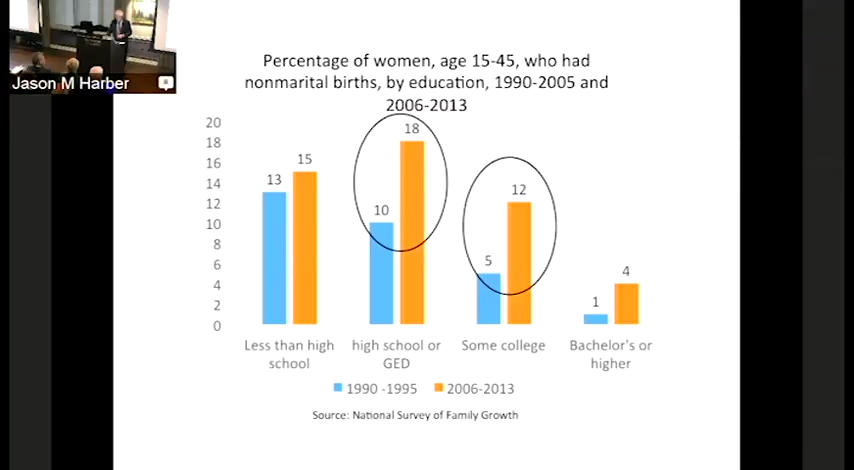 Jason M Harber
Percentage of women, age 15-45, who had
nonmarital births, by education, 1990-2005 and
2006-2013
20
18
16
14
12
10
8
6
4
2
0
13
15
10
18
5
12
1
4
Less than high
school
high school or
GED
Some college
Bachelor's or
higher
1990 -1995
2006-2013
Source: National Survey of Family Growth